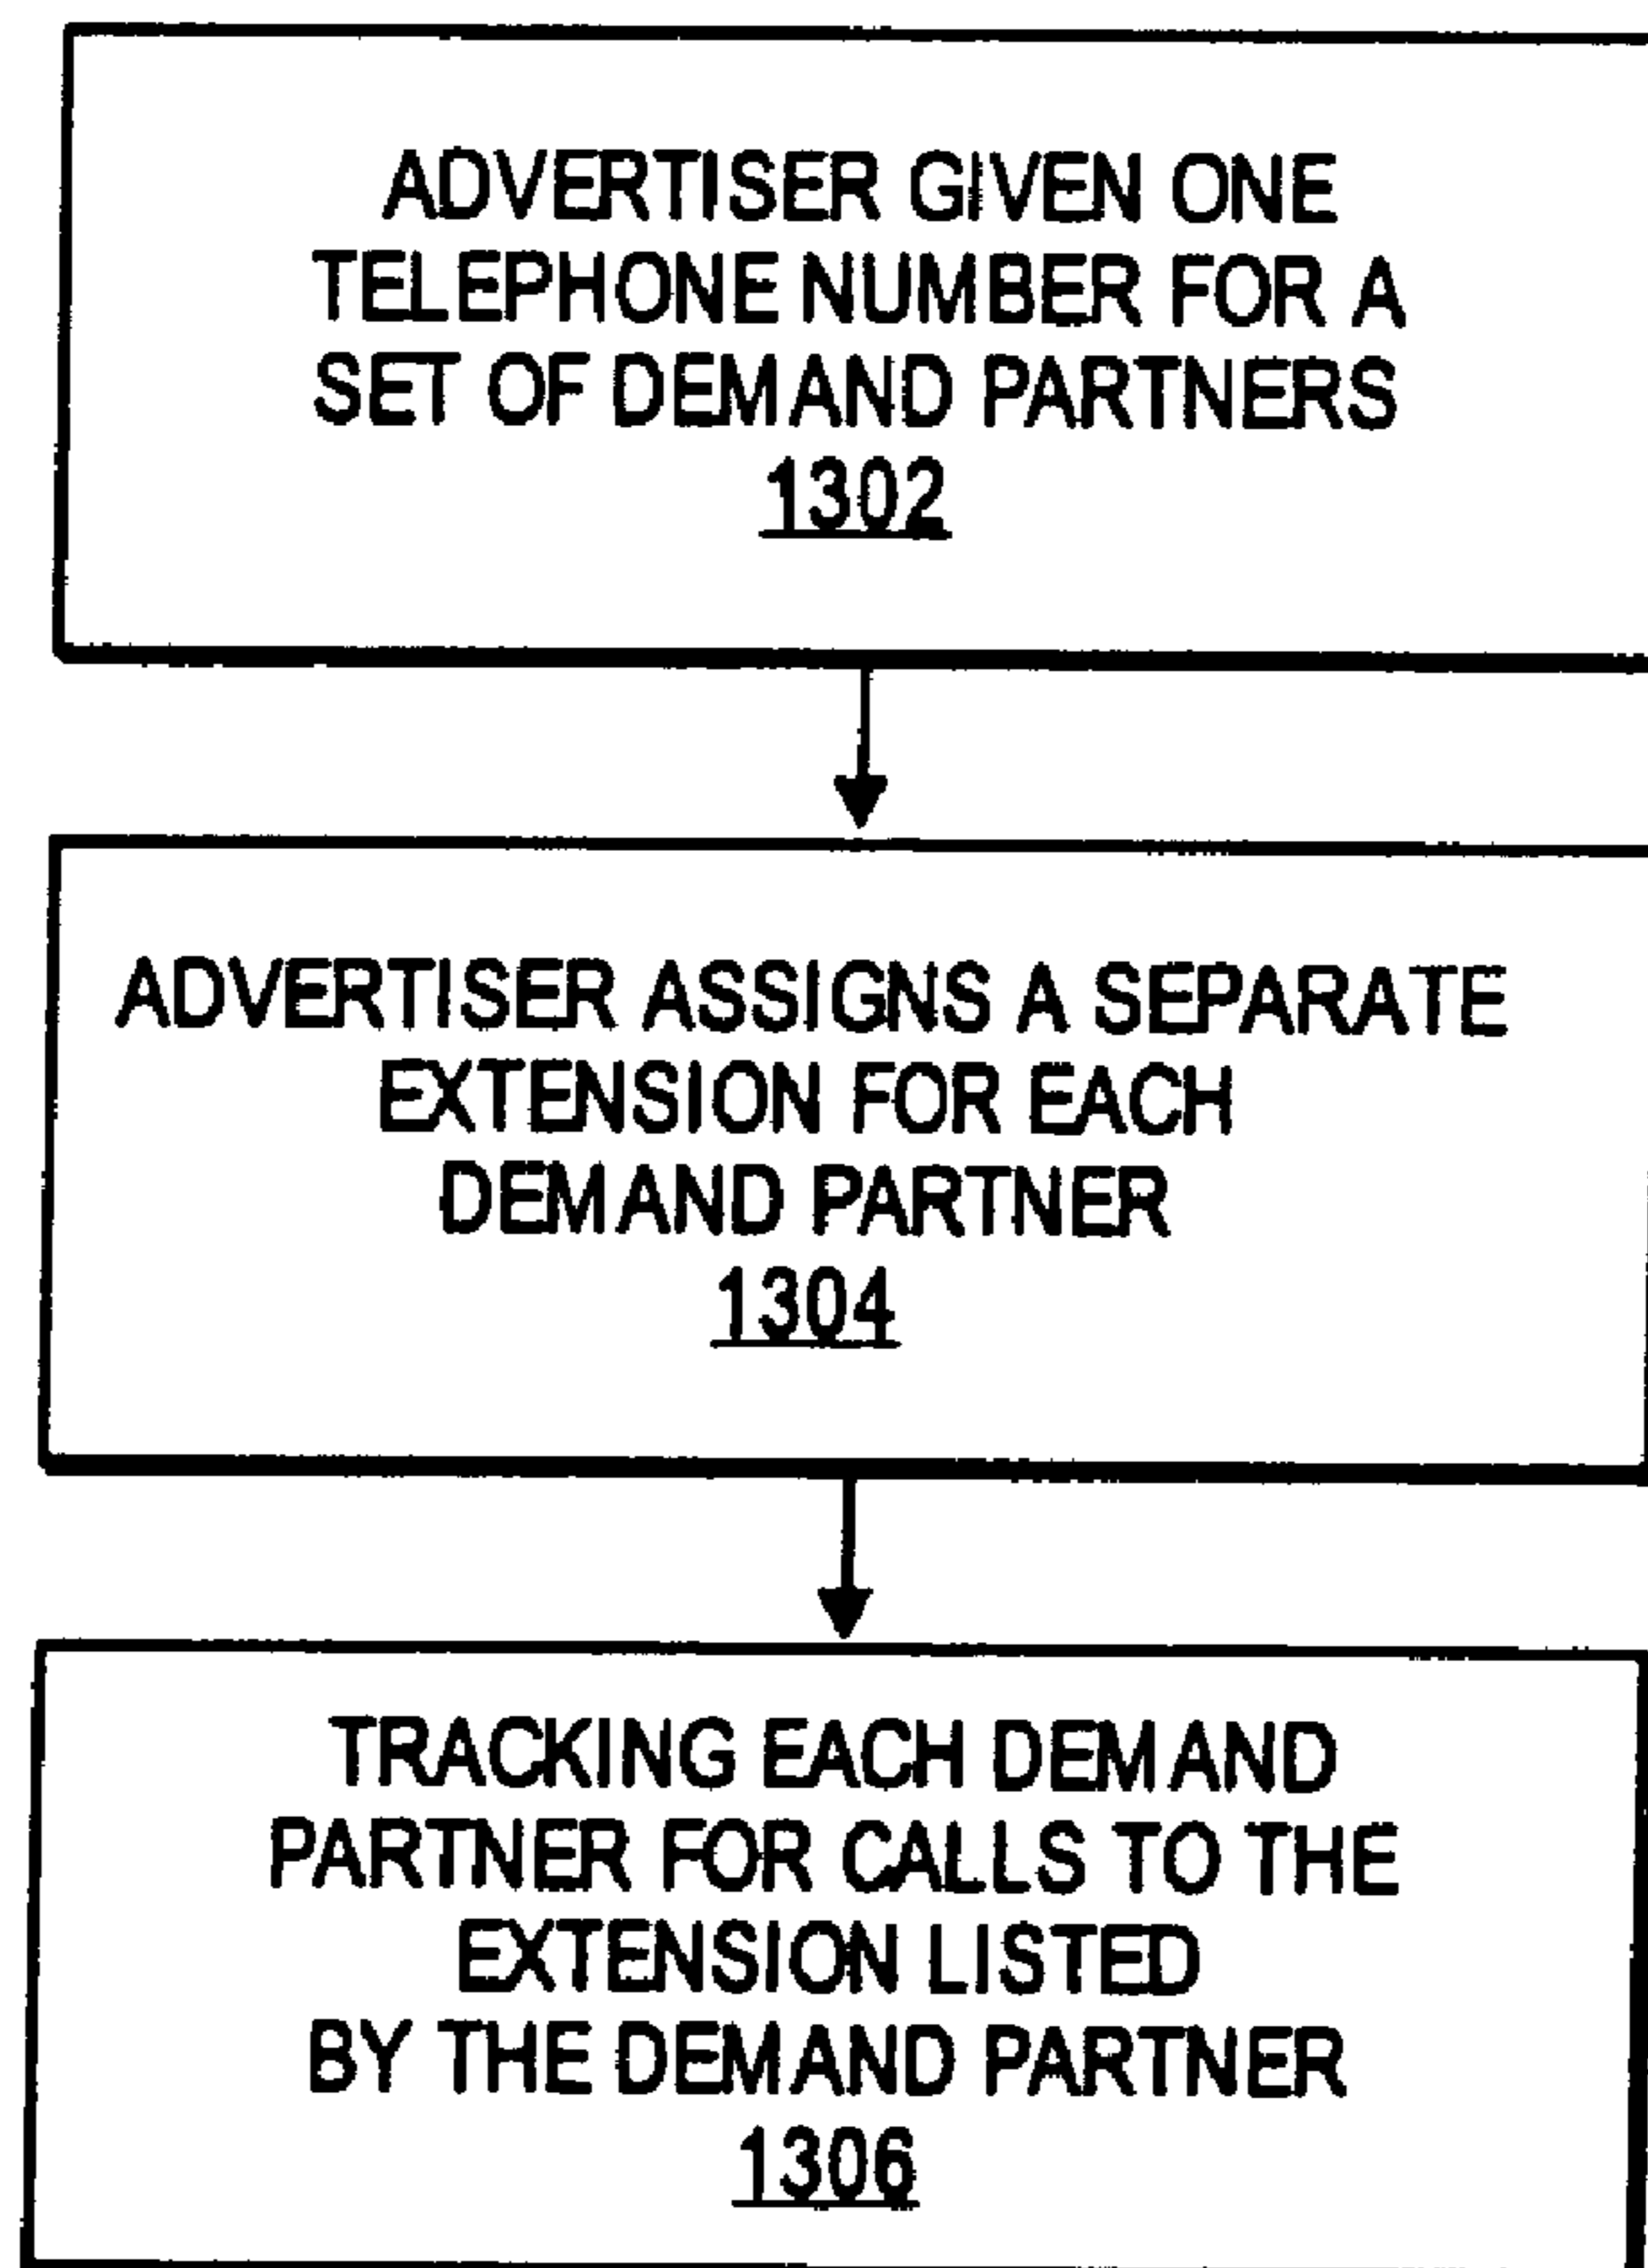 ADVERTISER GIVEN ONE
TELEPHONE NUMBER FOR A
SET OF DEMAND PARTNERS
1302
ADVERTISER ASSIGNS A SEPARATE
EXTENSION FOR EACH
DEMAND PARTNER
1304
TRACKING EACH DEMAND
PARTNER FOR CALLS TO THE
EXTENSION LISTED
BY THE DEMAND PARTNER
1306